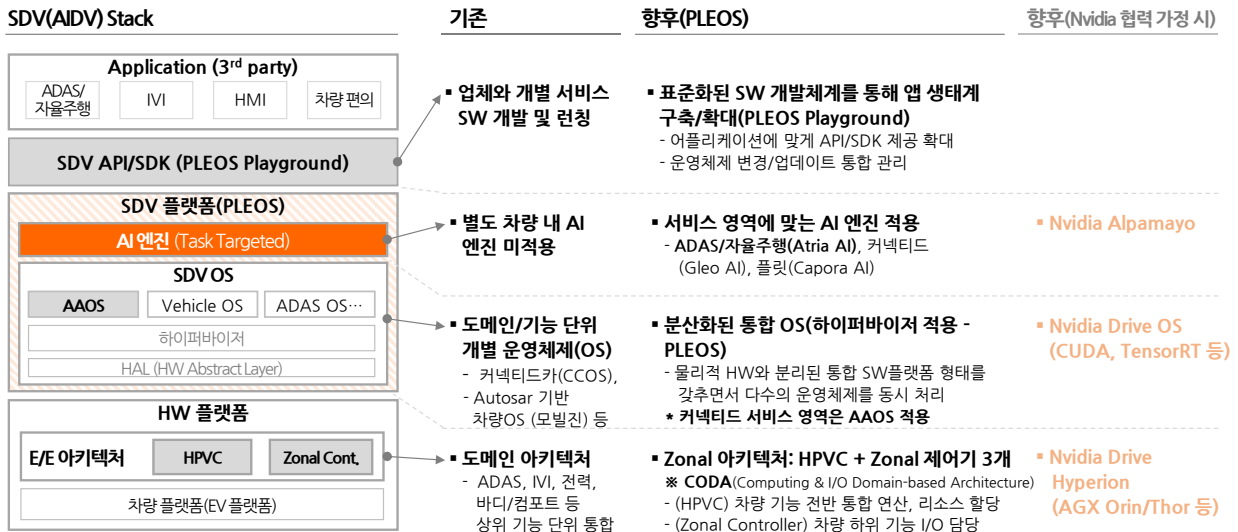 SDV(AIDV) Stack
기존
향후(PLEOS)
향후(Nvidia 협력 가정 시)
Application (3rd party)
ADAS/
자율주행
IVI
HMI
차량 편의
SDV API/SDK (PLEOS Playground)
▪ 업체와 개별 서비스
SW 개발 및 런칭
▪ 표준화된 SW 개발체계를 통해 앱 생태계
구축/확대(PLEOS Playground)
- 어플리케이션에 맞게 API/SDK 제공 확대
- 운영체제 변경/업데이트 통합 관리
SDV 플랫폼(PLEOS)
AI 엔진 (Task Targeted)
▪ 별도 차량 내 AI
엔진 미적용
▪ 서비스 영역에 맞는 AI 엔진 적용
- ADAS/자율주행(Atria AI), 커넥티드
(Gleo AI), 플릿(Capora AI)
▪ Nvidia Alpamayo
SDV OS
AAOS
Vehicle OS
ADAS OS…
하이퍼바이저
HAL (HW Abstract Layer)
▪ 도메인/기능 단위
개별 운영체제(OS)
- 커넥티드카(CCOS),
- Autosar 기반
차량OS (모빌진) 등
▪ 분산화된 통합 OS(하이퍼바이저 적용 -
PLEOS)
- 물리적 HW와 분리된 통합 SW플랫폼 형태를
갖추면서 다수의 운영체제를 동시 처리
* 커넥티드 서비스 영역은 AAOS 적용
▪ Nvidia Drive OS
(CUDA, TensorRT 등)
HW 플랫폼
E/E 아키텍처
HPVC
Zonal Cont.
차량 플랫폼(EV 플랫폼)
▪ 도메인 아키텍처
- ADAS, IVI, 전력,
바디/컴포트 등
상위 기능 단위 통합
▪ Zonal 아키텍처: HPVC + Zonal 제어기 3개
※ CODA(Computing & I/O Domain-based Architecture)
- (HPVC) 차량 기능 전반 통합 연산, 리소스 할당
- (Zonal Controller) 차량 하위 기능 I/O 담당
▪ Nvidia Drive
Hyperion
(AGX Orin/Thor 등)